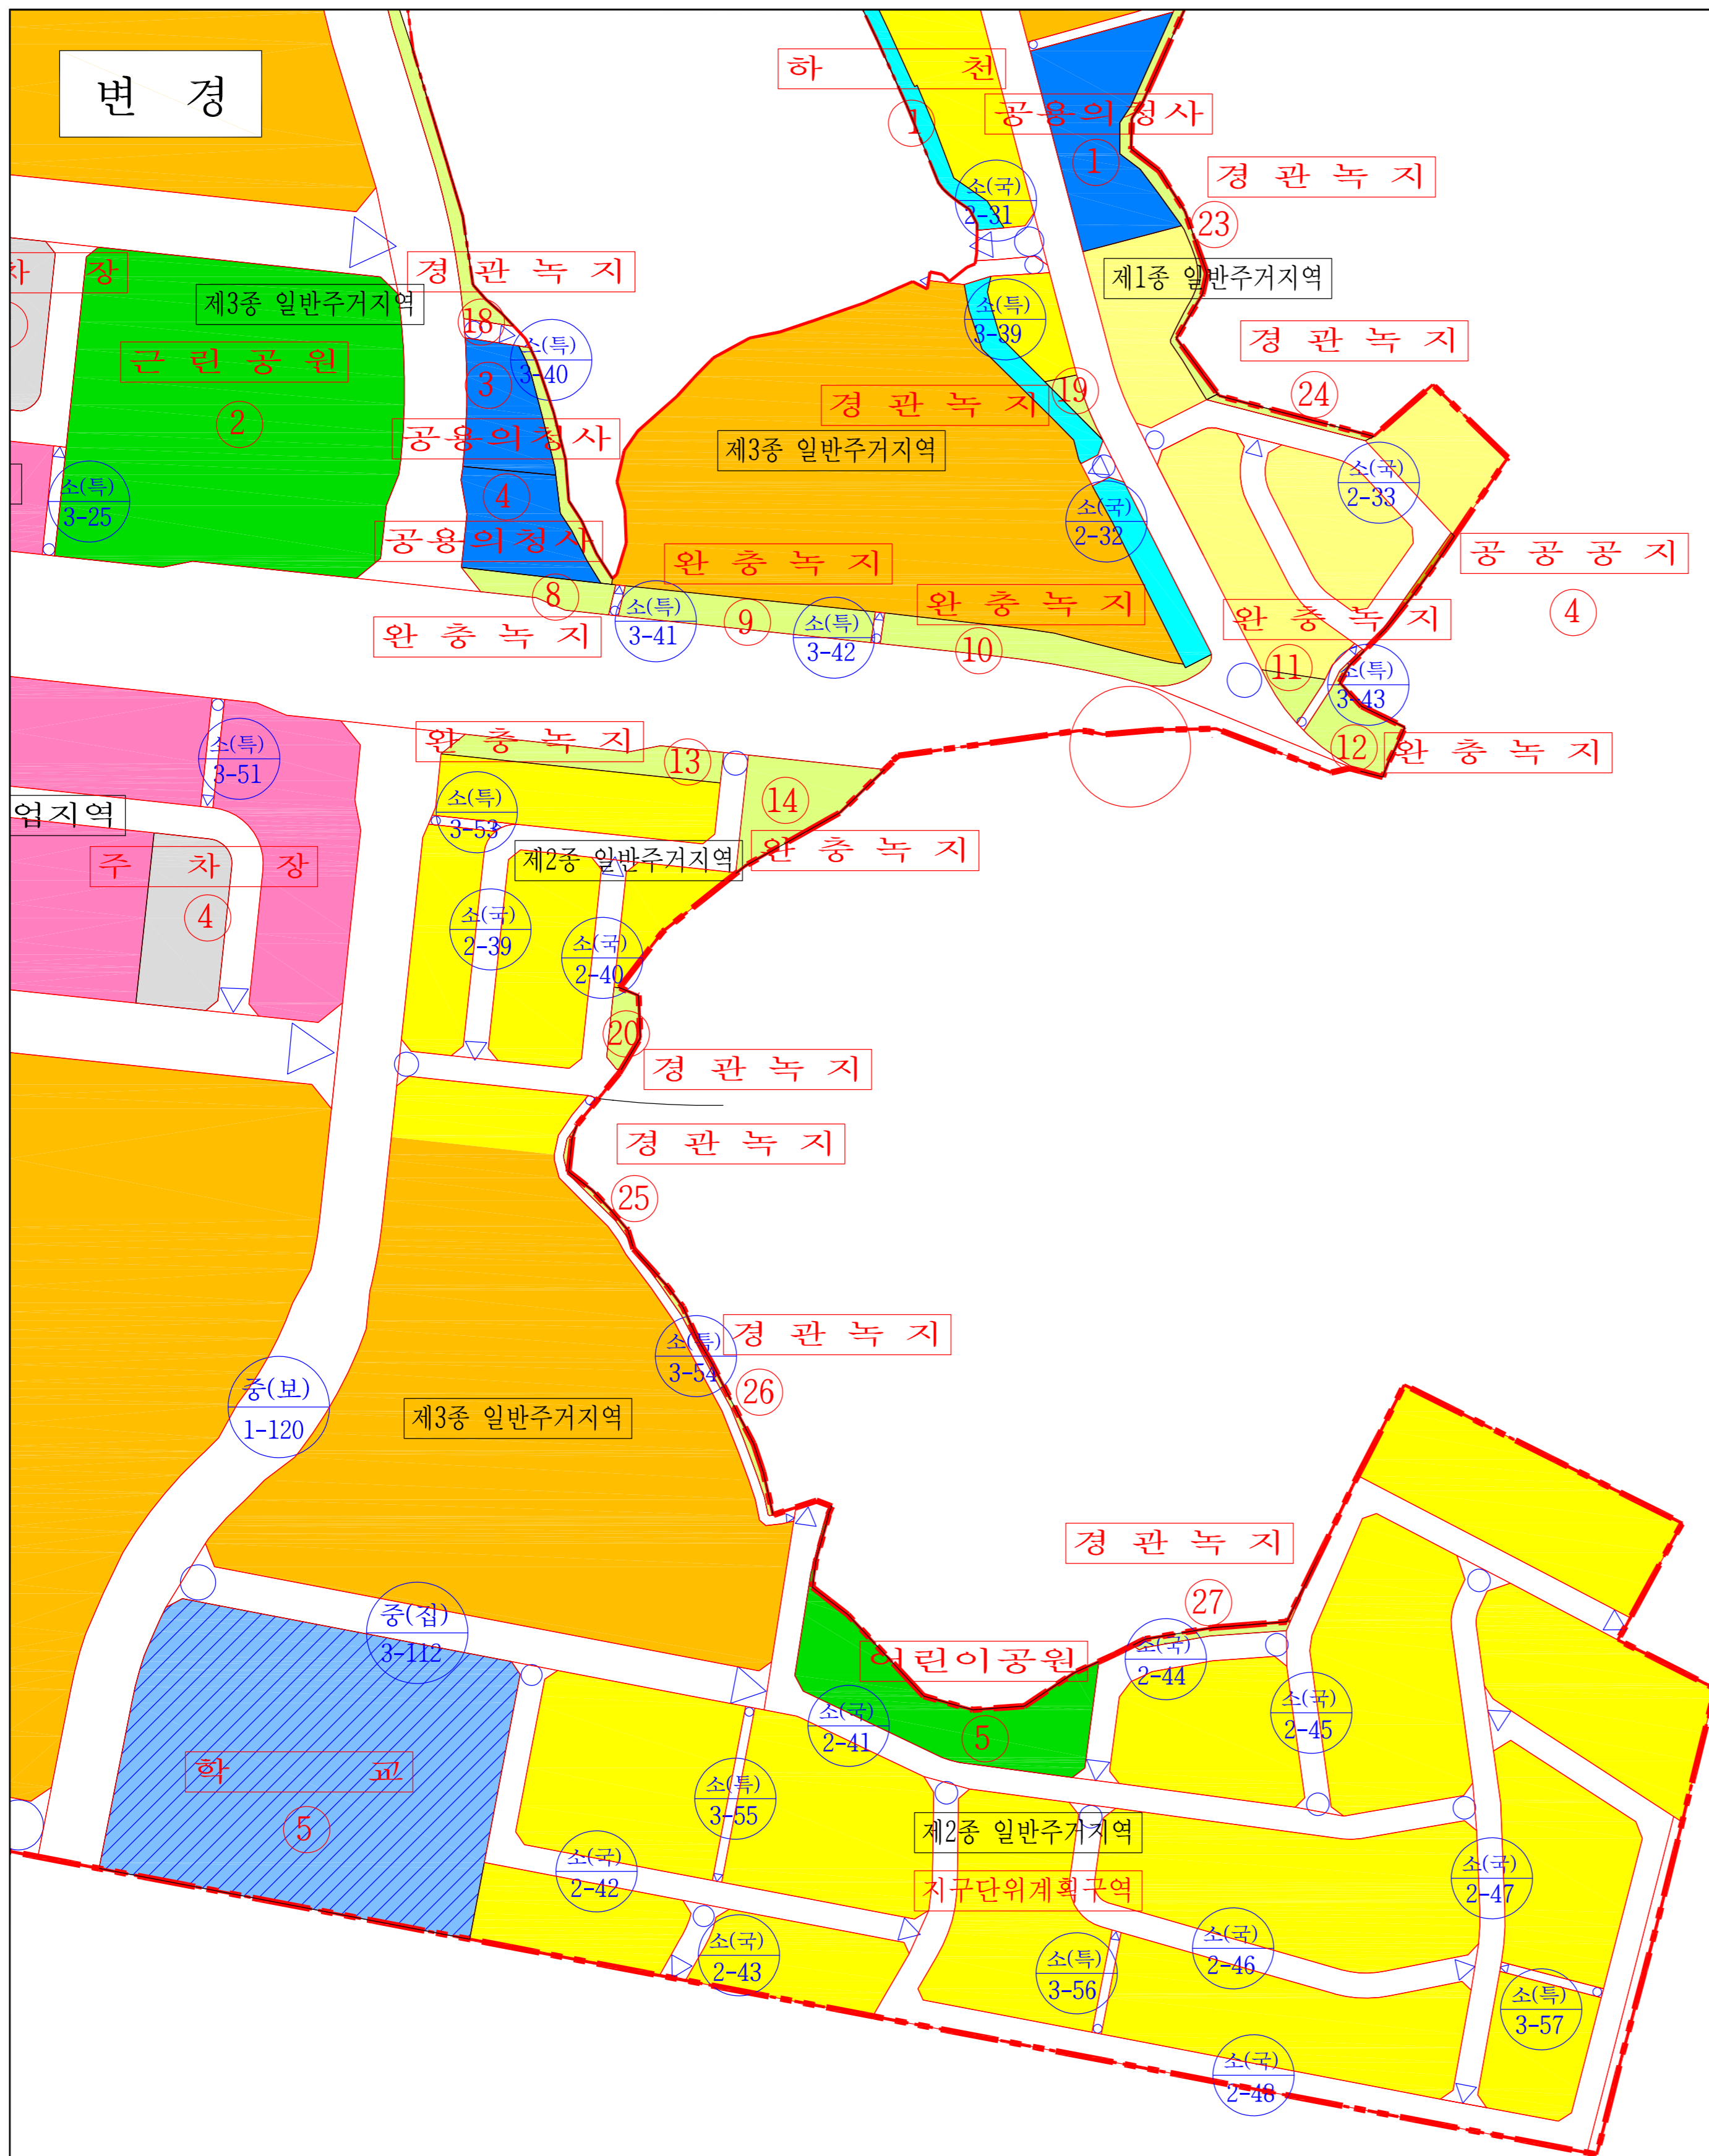 변 경
하 천
1
공용의청사
1
소(국)
2-31
경 관 녹 지
23
차 장
제3종 일반주거지역
경 관 녹 지
18
제1종 일반주거지역
소(특)
3-39
경 관 녹 지
24
근 린 공 원
2
소(특)
3-40
3
공용의청사
경 관 녹 지
19
제3종 일반주거지역
소(특)
3-25
4
공용의청사
소(국)
2-32
소(국)
2-33
공 공 공 지
4
완 충 녹 지
8
완 충 녹 지
소(특)
3-41
9
소(특)
3-42
완 충 녹 지
10
완 충 녹 지
11
소(특)
3-43
12
완 충 녹 지
소(특)
3-51
완 충 녹 지
13
14
완 충 녹 지
업지역
소(특)
3-53
제2종 일반주거지역
주 차 장
4
소(국)
2-39
소(국)
2-40
20
경 관 녹 지
경 관 녹 지
25
소(특)
3-54
경 관 녹 지
26
중(보)
1-120
제3종 일반주거지역
경 관 녹 지
27
중(집)
3-112
어린이공원
5
소(국)
2-44
소(국)
2-41
소(국)
2-45
학 교
5
소(특)
3-55
제2종 일반주거지역
지구단위계획구역
소(국)
2-42
소(국)
2-43
소(특)
3-56
소(국)
2-46
소(국)
2-47
소(특)
3-57
소(국)
2-48